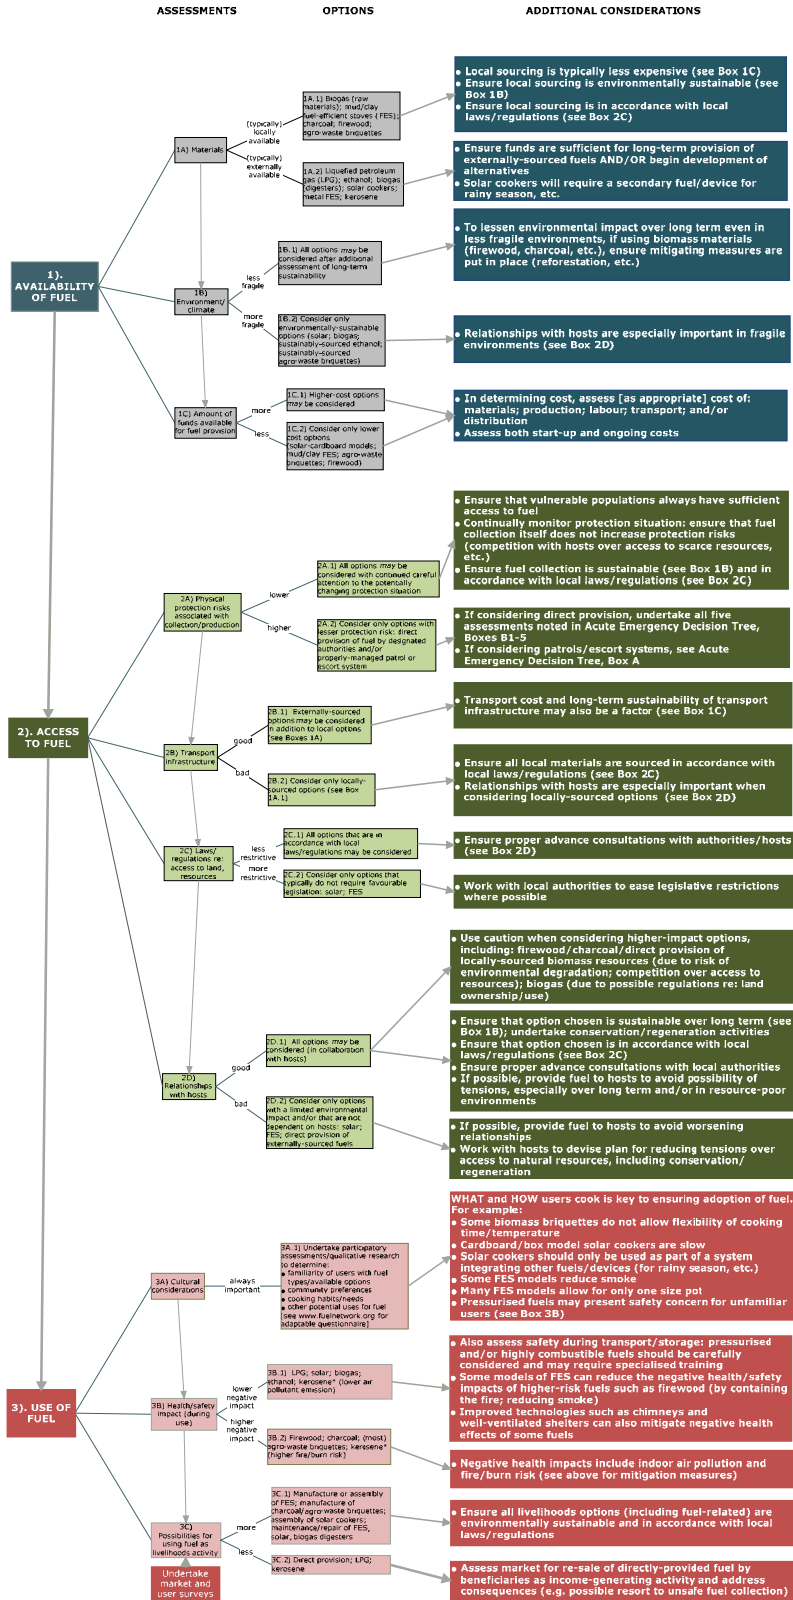 ASSESSMENTS
OPTIONS
ADDITIONAL CONSIDERATIONS
1).
AVAILABILITY
OF FUEL
1A) Materials
(typically)
locally
available
(typically)
externally
available
1A.1) Biogas (raw
materials); mud/clay
fuel-efficient stoves (FES);
charcoal; firewood;
agro-waste briquettes
1A.2) Liquefied petroleum
gas (LPG); ethanol; biogas
(digesters); solar cookers;
metal FES; kerosene
• Local sourcing is typically less expensive (see Box 1C)
• Ensure local sourcing is environmentally sustainable (see
Box 1B)
• Ensure local sourcing is in accordance with local
laws/regulations (see Box 2C)
• Ensure funds are sufficient for long-term provision of
externally-sourced fuels AND/OR begin development of
alternatives
• Solar cookers will require a secondary fuel/device for
rainy season, etc.
1B)
Environment/
climate
less
fragile
more
fragile
1B.1) All options may be
considered after additional
assessment of long-term
sustainability
1B.2) Consider only
environmentally-sustainable
options (solar; biogas;
sustainably-sourced ethanol;
sustainably-sourced
agro-waste briquettes)
• To lessen environmental impact over long term even in
less fragile environments, if using biomass materials
(firewood, charcoal, etc.), ensure mitigating measures are
put in place (reforestation, etc.)
• Relationships with hosts are especially important in fragile
environments (see Box 2D)
1C) Amount of
funds available
for fuel provision
more
less
1C.1) Higher-cost options
may be considered
1C.2) Consider only lower
cost options
(solar-cardboard models;
mud/clay FES; agro-waste
briquettes; firewood)
• In determining cost, assess [as appropriate] cost of:
materials; production; labour; transport; and/or
distribution
• Assess both start-up and ongoing costs
2). ACCESS
TO FUEL
2A) Physical
protection risks
associated with
collection/production
lower
higher
2A.1) All options may be
considered with continued careful
attention to the potentially
changing protection situation
2A.2) Consider only options with
lesser protection risk: direct
provision of fuel by designated
authorities and/or
properly-managed patrol or
escort system
• Ensure that vulnerable populations always have sufficient
access to fuel
• Continually monitor protection situation: ensure that fuel
collection itself does not increase protection risks
(competition with hosts over access to scarce resources,
etc.)
• Ensure fuel collection is sustainable (see Box 1B) and in
accordance with local laws/regulations (see Box 2C)
• If considering direct provision, undertake all five
assessments noted in Acute Emergency Decision Tree,
Boxes B1-5
• If considering patrols/escort systems, see Acute
Emergency Decision Tree, Box A
2B) Transport
infrastructure
good
bad
2B.1) Externally-sourced
options may be considered
in addition to local options
(see Boxes 1A)
2B.2) Consider only locally-
sourced options (see Box
1A.1)
• Transport cost and long-term sustainability of transport
infrastructure may also be a factor (see Box 1C)
• Ensure all local materials are sourced in accordance with
local laws/regulations (see Box 2C)
• Relationships with hosts are especially important when
considering locally-sourced options (see Box 2D)
2C) Laws/
regulations re:
access to land,
resources
less
restrictive
more
restrictive
2C.1) All options that are in
accordance with local
laws/regulations may be considered
2C.2) Consider only options that
typically do not require favourable
legislation: solar; FES
• Ensure proper advance consultations with authorities/hosts
(see Box 2D)
• Work with local authorities to ease legislative restrictions
where possible
2D)
Relationships
with hosts
good
bad
2D.1) All options may be
considered (in collaboration
with hosts)
2D.2) Consider only options
with a limited environmental
impact and/or that are not
dependent on hosts: solar;
FES; direct provision of
externally-sourced fuels
• Use caution when considering higher-impact options,
including: firewood/charcoal/direct provision of
locally-sourced biomass resources (due to risk of
environmental degradation; competition over access to
resources); biogas (due to possible regulations re: land
ownership/use)
• Ensure that option chosen is sustainable over long term (see
Box 1B); undertake conservation/regeneration activities
• Ensure that option chosen is in accordance with local
laws/regulations (see Box 2C)
• Ensure proper advance consultations with local authorities
• If possible, provide fuel to hosts to avoid possibility of
tensions, especially over long term and/or in resource-poor
environments
• If possible, provide fuel to hosts to avoid worsening
relationships
• Work with hosts to devise plan for reducing tensions over
access to natural resources, including conservation/
regeneration
3). USE OF
FUEL
3A) Cultural
considerations
always
important
3A.1) Undertake participatory
assessments/qualitative research
to determine:
• familiarity of users with fuel
types/available options
• community preferences
• cooking habits/needs
• other potential uses for fuel
[see www.fuelnetwork.org for
adaptable questionnaire]
WHAT and HOW users cook is key to ensuring adoption of fuel.
For example:
• Some biomass briquettes do not allow flexibility of cooking
time/temperature
• Cardboard/box model solar cookers are slow
• Solar cookers should only be used as part of a system
integrating other fuels/devices (for rainy season, etc.)
• Some FES models reduce smoke
• Many FES models allow for only one size pot
• Pressurised fuels may present safety concern for unfamiliar
users (see Box 3B)
3B) Health/safety
impact (during
use)
lower
negative
impact
higher
negative
impact
3B.1) LPG; solar; biogas;
ethanol; kerosene* (lower air
pollutant emission)
3B.2) Firewood; charcoal; (most)
agro-waste briquettes; kerosene*
(higher fire/burn risk)
• Also assess safety during transport/storage: pressurised
and/or highly combustible fuels should be carefully
considered and may require specialised training
• Some models of FES can reduce the negative health/safety
impacts of higher-risk fuels such as firewood (by containing
the fire; reducing smoke)
• Improved technologies such as chimneys and
well-ventilated shelters can also mitigate negative health
effects of some fuels
• Negative health impacts include indoor air pollution and
fire/burn risk (see above for mitigation measures)
3C)
Possibilities for
using fuel as
livelihoods activity
more
less
3C.1) Manufacture or assembly
of FES; manufacture of
charcoal/agro-waste briquettes;
assembly of solar cookers;
maintenance/repair of FES,
solar, biogas digesters
3C.2) Direct provision; LPG;
kerosene
• Ensure all livelihoods options (including fuel-related) are
environmentally sustainable and in accordance with local
laws/regulations
• Assess market for re-sale of directly-provided fuel by
beneficiaries as income-generating activity and address
consequences (e.g. possible resort to unsafe fuel collection)
Undertake
market and
user surveys